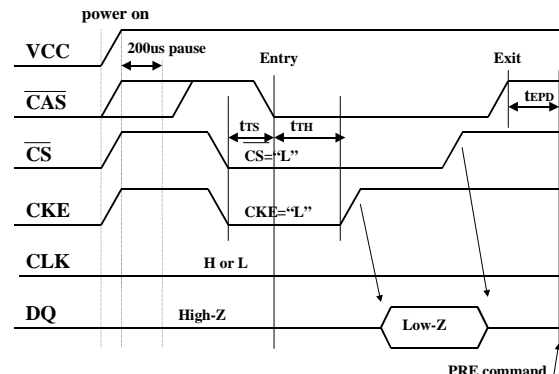 power on
VCC
200us pause
Entry
Exit
CAS
tTS
tTH
tEPD
CS
CS="L"
CKE
CKE="L"
CLK
H or L
DQ
High-Z
Low-Z
PRE command